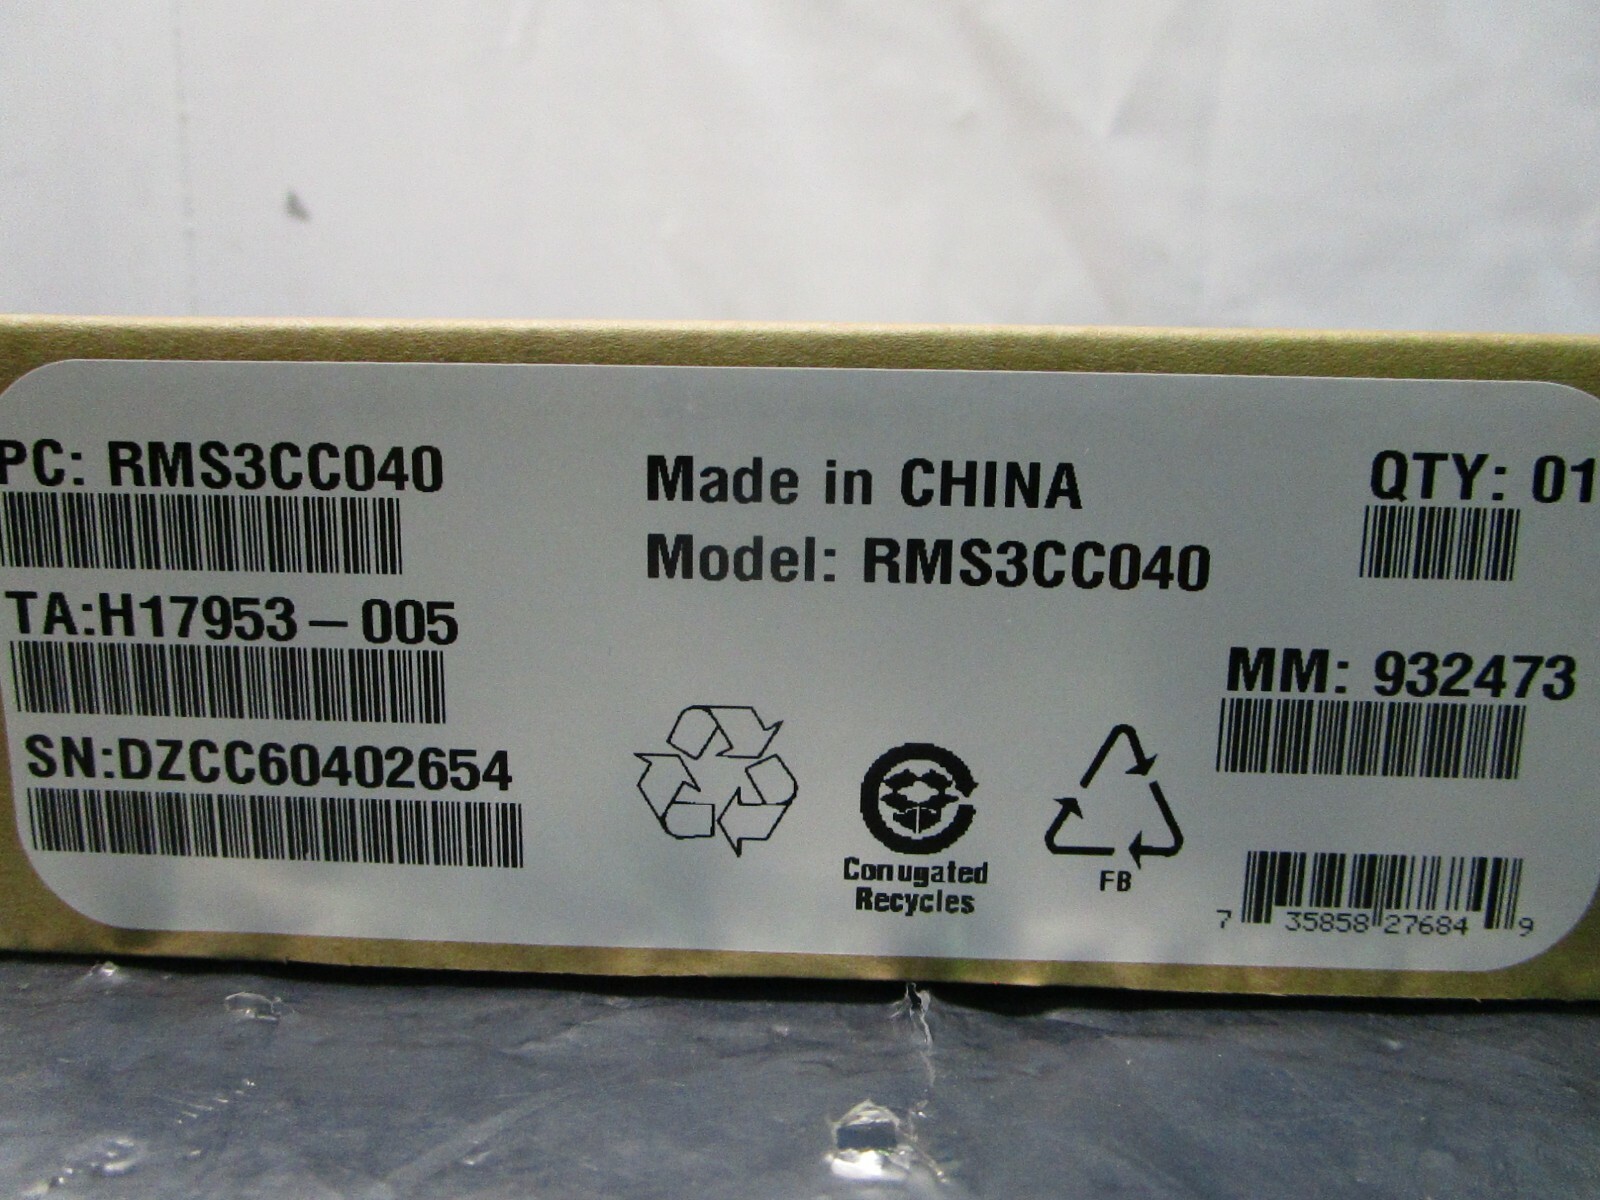 PC: RMS3CC040
TA:H17953-005
SN:DZCC60402654
Made in CHINA
Model: RMS3CC040
Corrugated
Recycles
FB
QTY: 01
MM: 932473
7 35858 27684 9